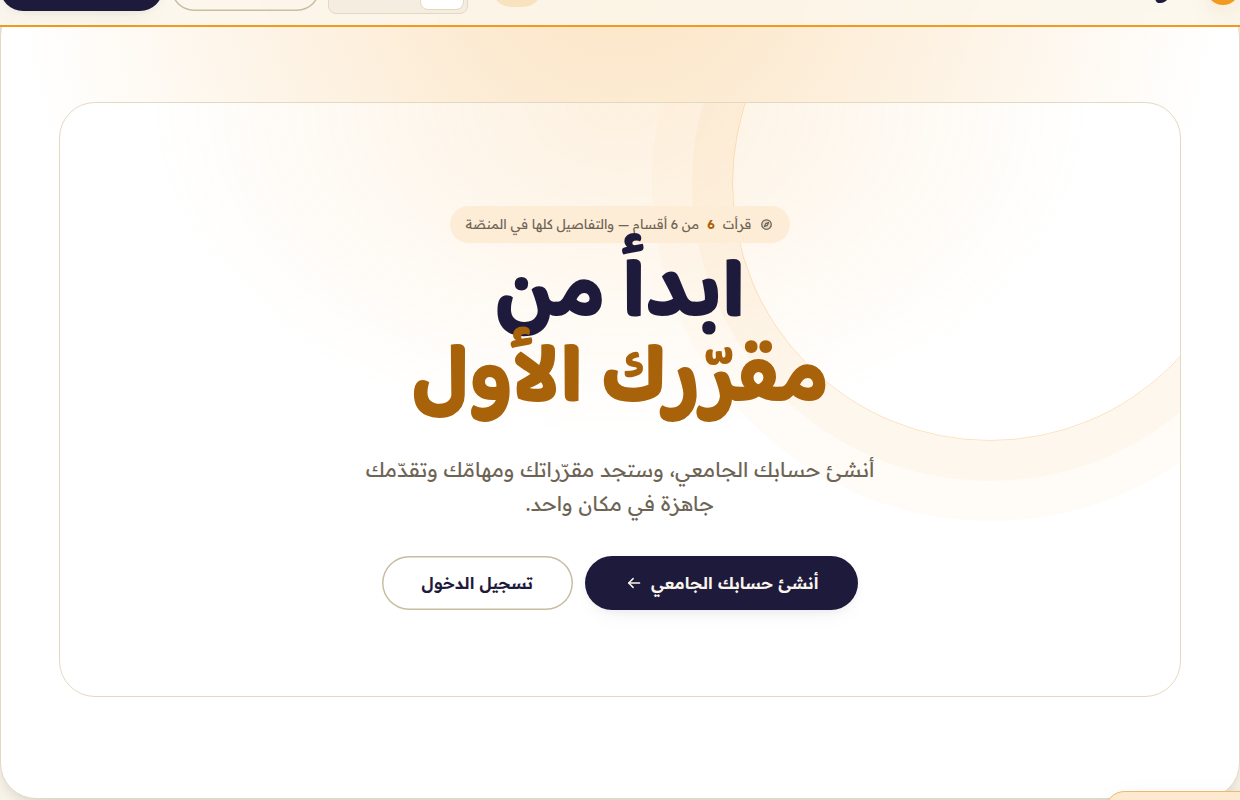 قرأت 6 من 6 أقسام — والتفاصيل كلها في المنصّة
ابدأ من
مقرّرك الأول
أنشئ حسابك الجامعي، وستجد مقرّراتك ومهامّك وتقدّمك
جاهزة في مكان واحد.
أنشئ حسابك الجامعي ←
تسجيل الدخول